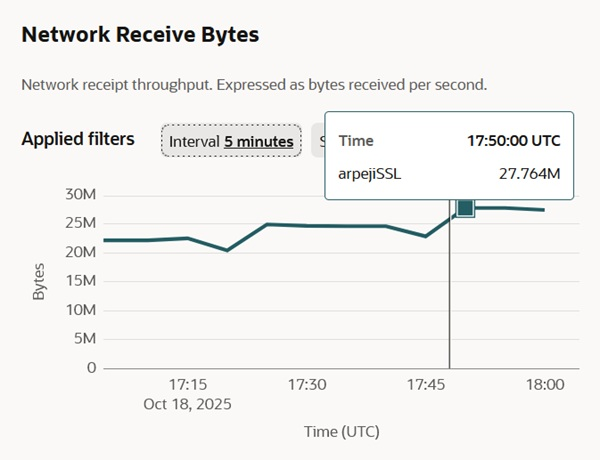 Network Receive Bytes
Network receipt throughput. Expressed as bytes received per second.
Applied filters
Interval 5 minutes
Time 17:50:00 UTC
arpejiSSL 27.764M
30M
25M
20M
15M
10M
5M
0
Bytes
17:15 17:30 17:45 18:00
Oct 18, 2025
Time (UTC)